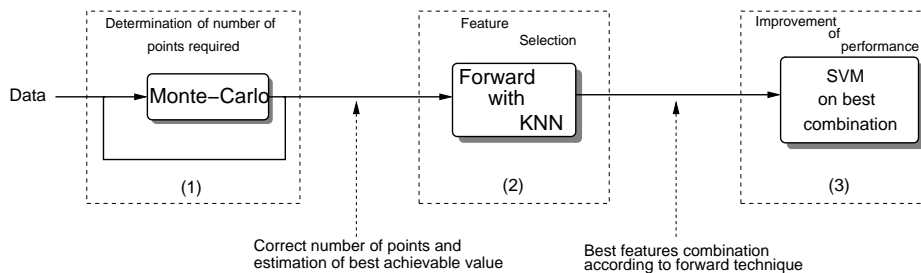 Determination of number of
points required
Feature
Selection
Improvement
of
performance
Data
Monte-Carlo
Forward
with
KNN
SVM
on best
combination
(1)
(2)
(3)
Correct number of points and
estimation of best achievable value
Best features combination
according to forward technique